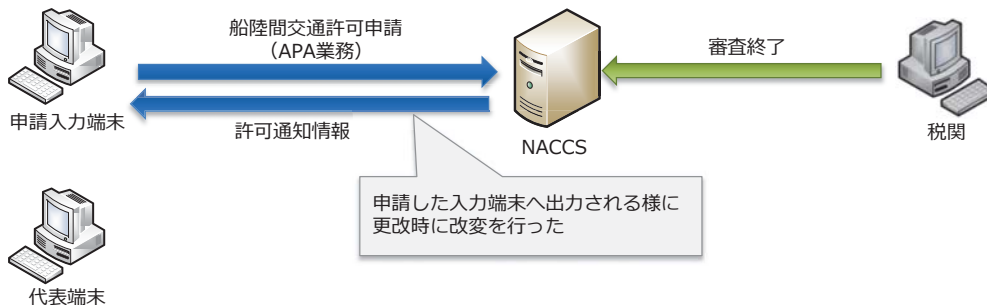 船陸間交通許可申請
（APA業務）
審査終了
申請入力端末
許可通知情報
NACCS
税関
申請した入力端末へ出力される様に
更改時に改変を行った
代表端末